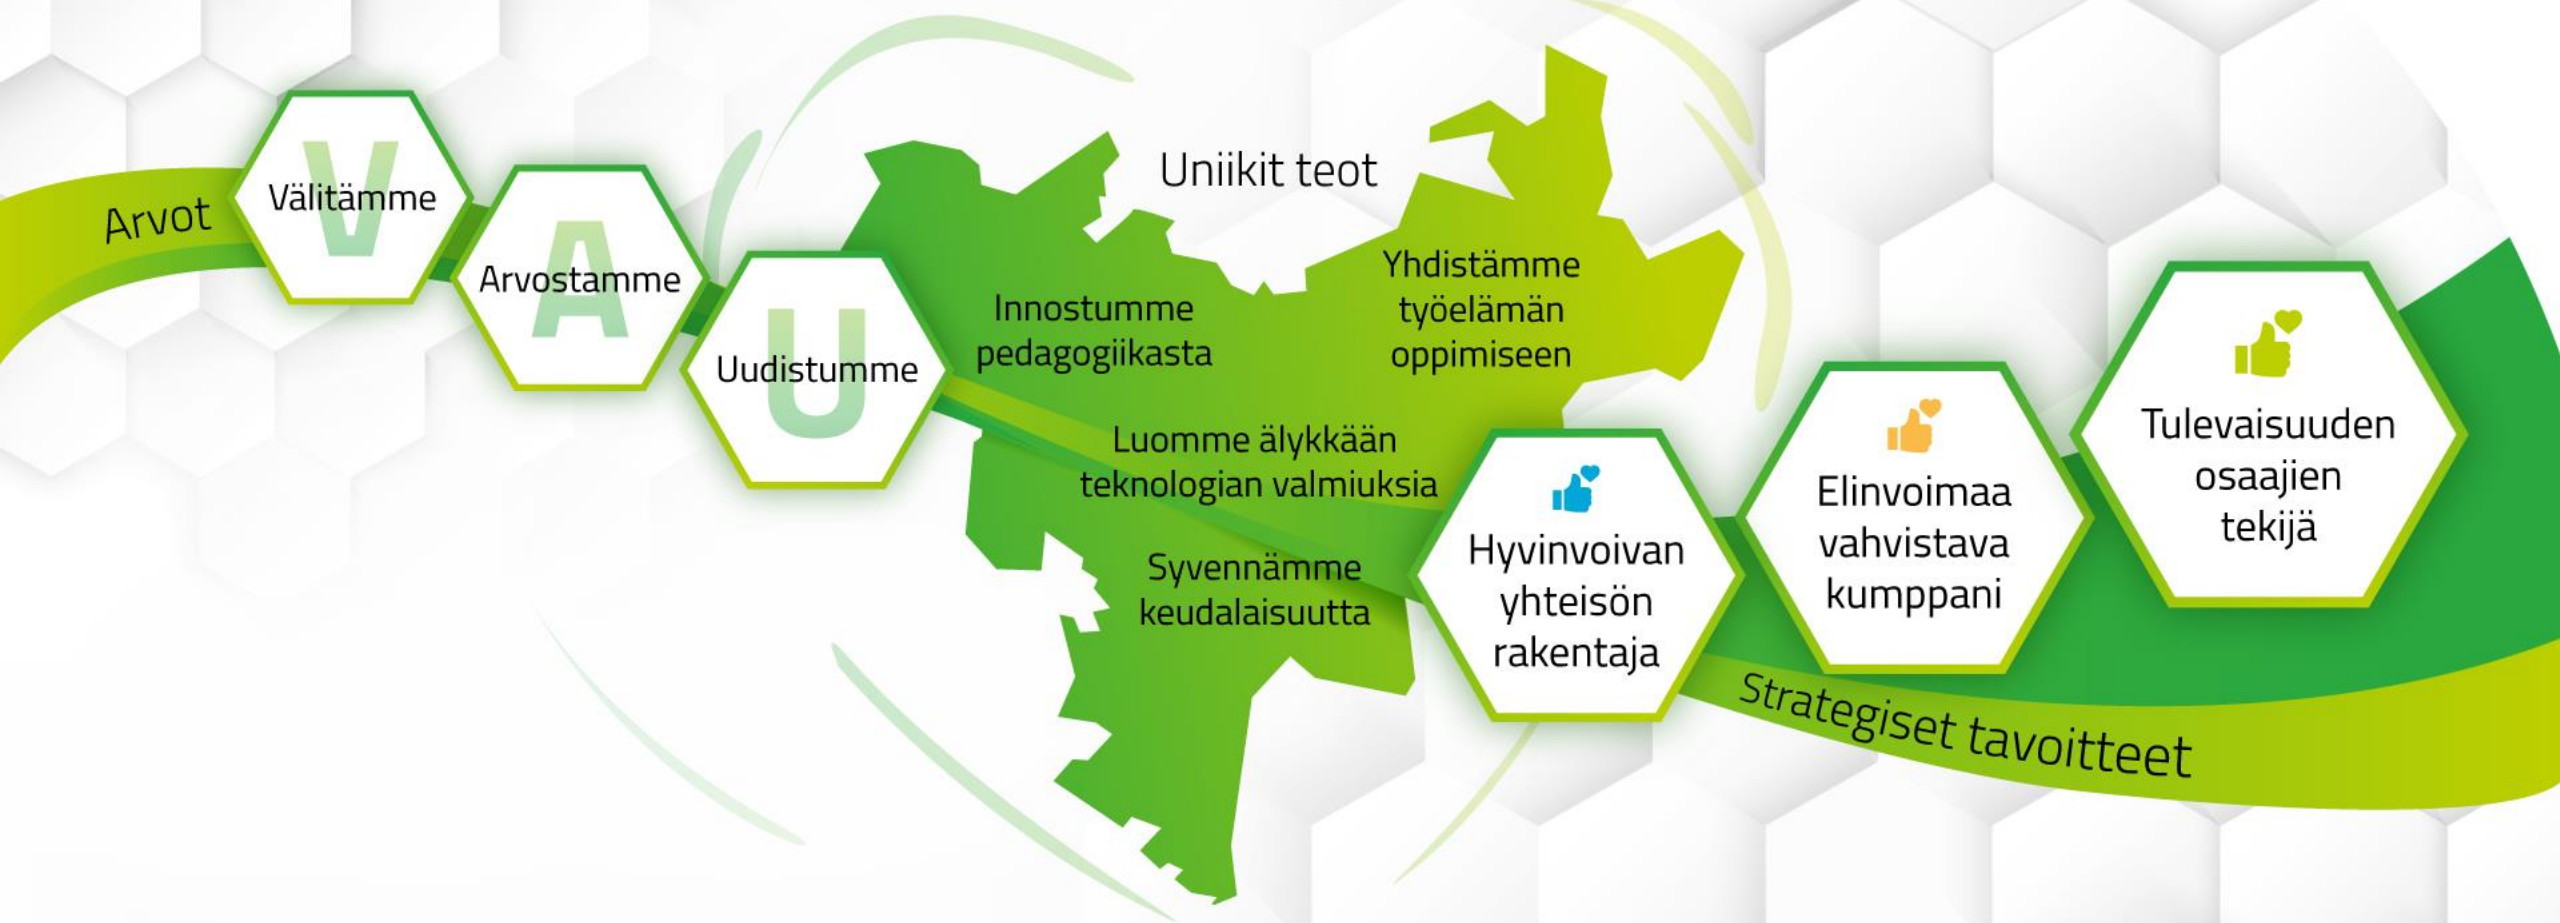 Arvot
V
Välitämme
A
Arvostamme
U
Uudistumme
Uniikit teot
Innostumme
pedagogiikasta
Yhdistämme
työelämän
oppimiseen
Luomme älykkään
teknologian valmiuksia
Syvennämme
keudalaisuutta
Hyvinvoivan
yhteisön
rakentaja
Elinvoimaa
vahvistava
kumppani
Tulevaisuuden
osaajien
tekijä
Strategiset tavoitteet